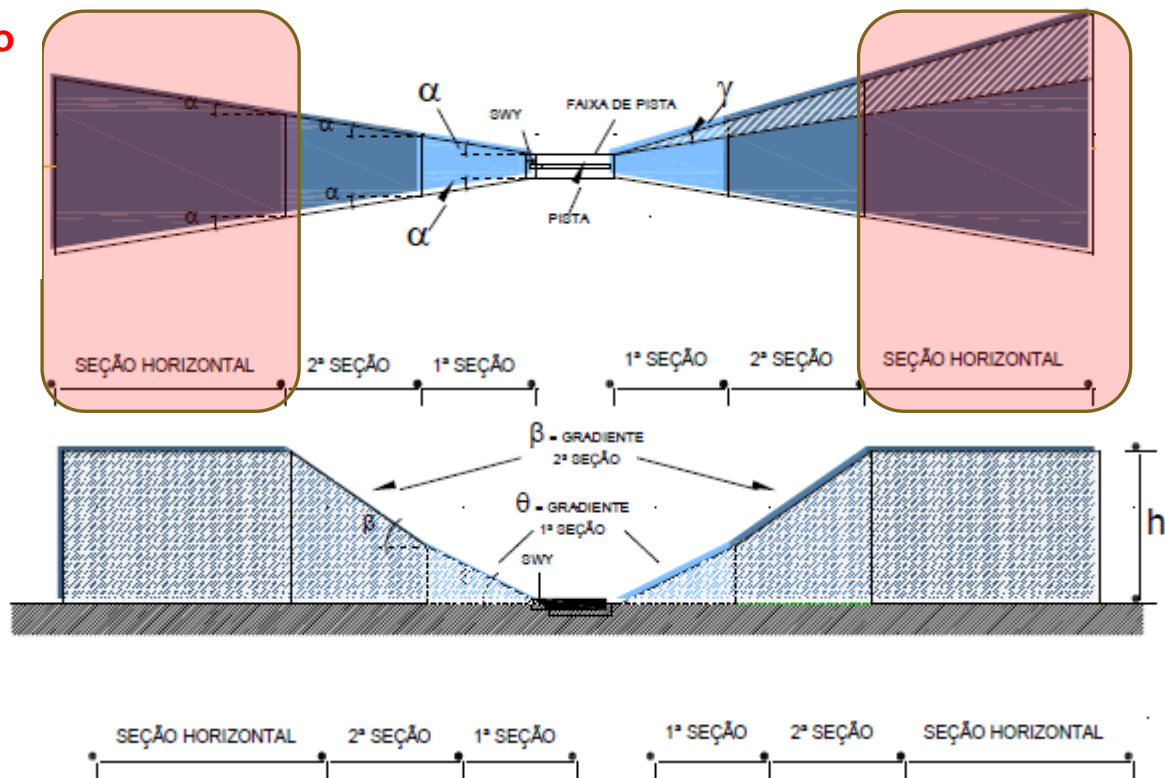 o
α
α
γ
SWY
FAIXA DE PISTA
α
α
α
α
PISTA
α
SEÇÃO HORIZONTAL
2ª SEÇÃO
1ª SEÇÃO
1ª SEÇÃO
2ª SEÇÃO
SEÇÃO HORIZONTAL
β = GRADIENTE
2ª SEÇÃO
θ = GRADIENTE
1ª SEÇÃO
β
SWY
h
SEÇÃO HORIZONTAL
2ª SEÇÃO
1ª SEÇÃO
1ª SEÇÃO
2ª SEÇÃO
SEÇÃO HORIZONTAL